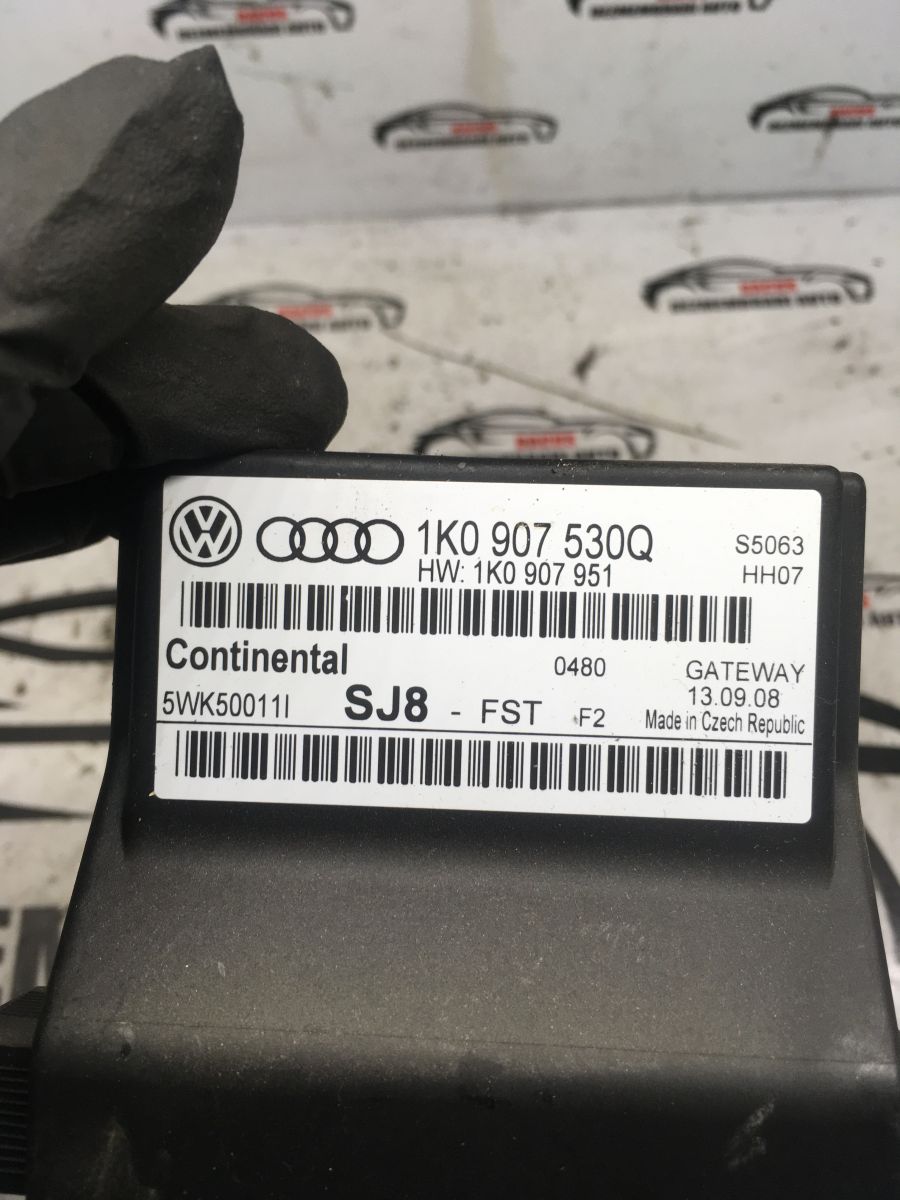 1K0 907 530Q
S5063
HW: 1K0 907 951
HH07
Continental
0480
GATEWAY
5WK50011I
SJ8 - FST F2
13.09.08
Made in Czech Republic